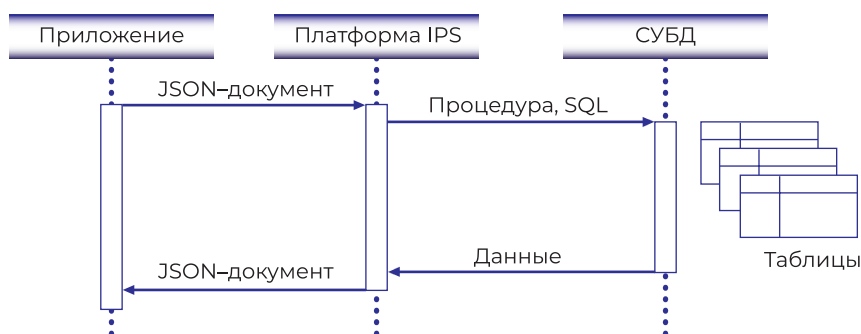 Приложение
Платформа IPS
СУБД
JSON–документ
Процедура, SQL
Данные
JSON–документ
Таблицы